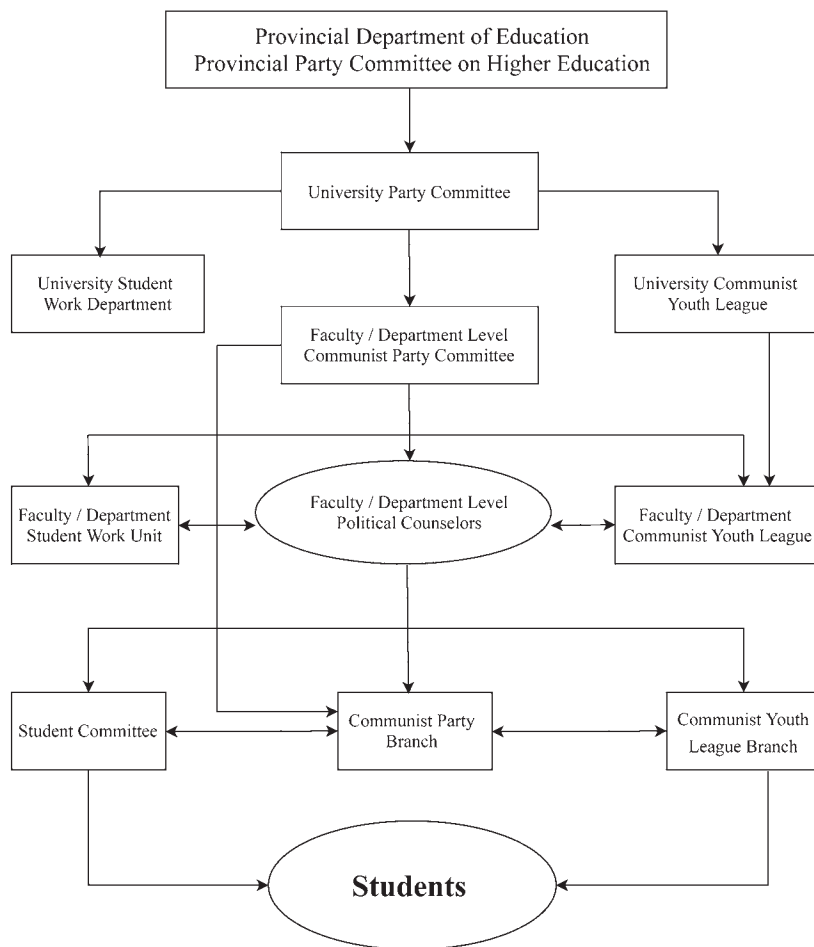 Provincial Department of Education
Provincial Party Committee on Higher Education
University Party Committee
University Student
Work Department
University Communist
Youth League
Faculty / Department Level
Communist Party Committee
Faculty / Department
Student Work Unit
Faculty / Department Level
Political Counselors
Faculty / Department
Communist Youth League
Student Committee
Communist Party
Branch
Communist Youth
League Branch
Students